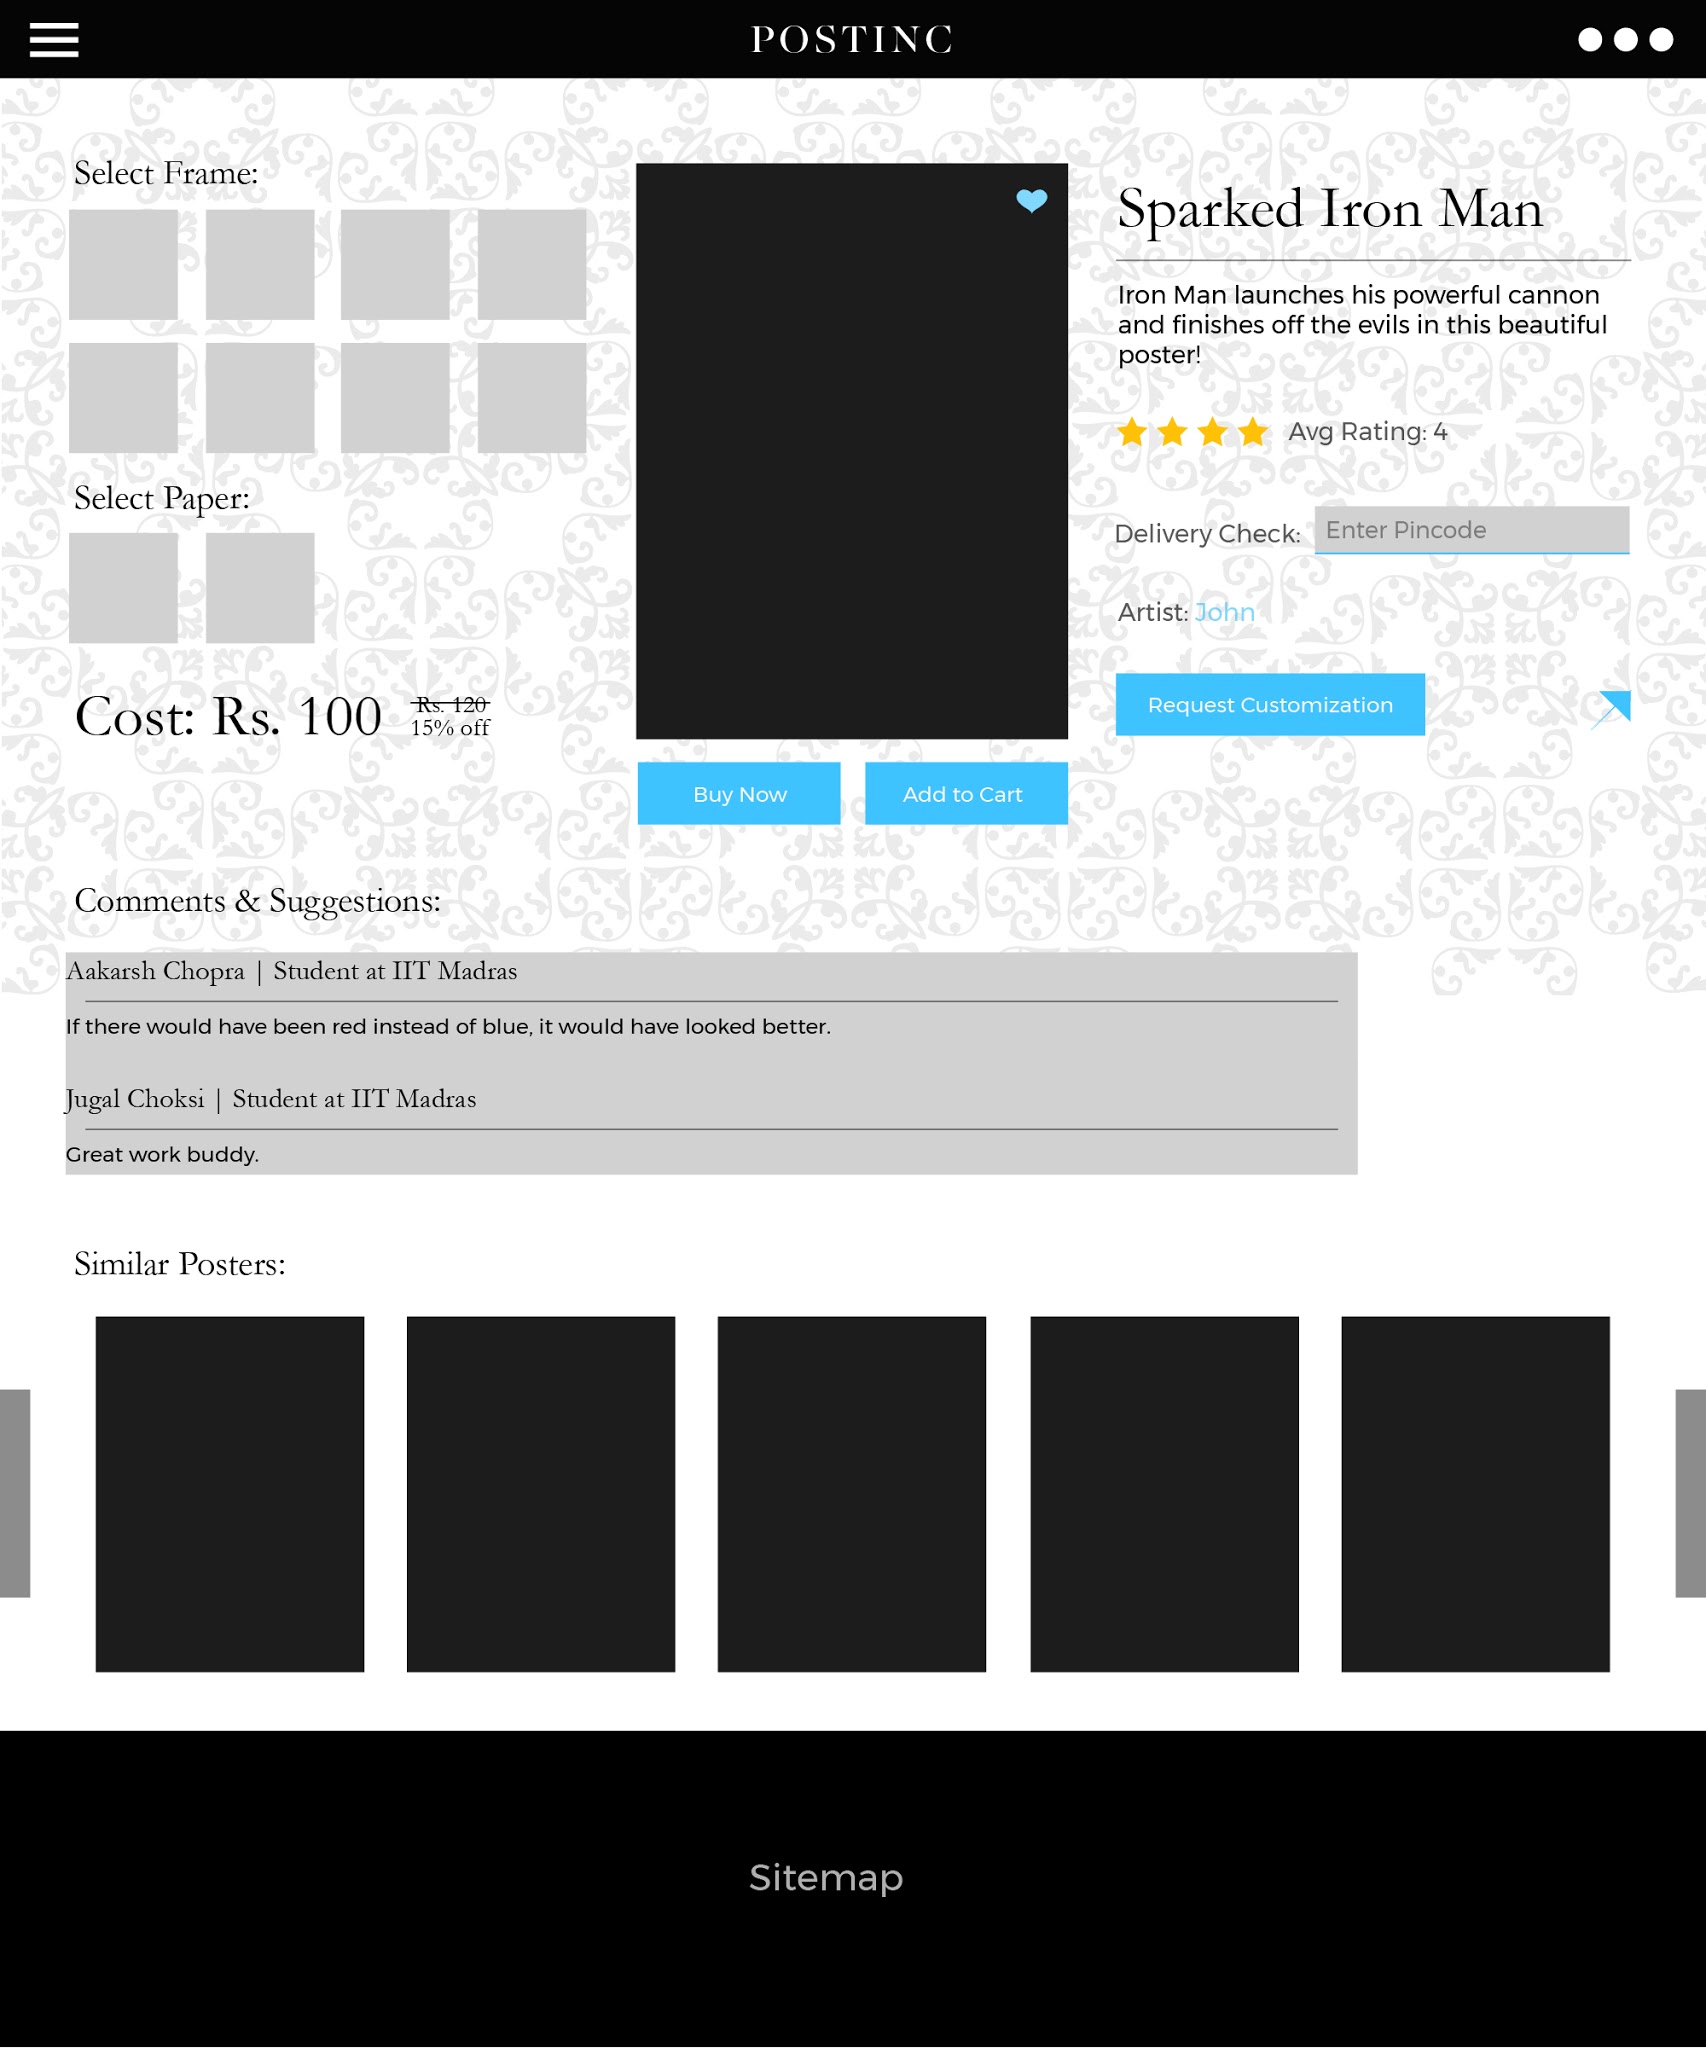 POSTINC
Select Frame:
Select Paper:
Cost: Rs. 100
Rs. 120
15% off
Buy Now
Add to Cart
Sparked Iron Man
Iron Man launches his powerful cannon
and finishes off the evils in this beautiful
poster!
Avg Rating: 4
Delivery Check:
Enter Pincode
Artist: John
Request Customization
Comments & Suggestions:
Aakarsh Chopra | Student at IIT Madras
If there would have been red instead of blue, it would have looked better.
Jugal Choksi | Student at IIT Madras
Great work buddy.
Similar Posters:
Sitemap